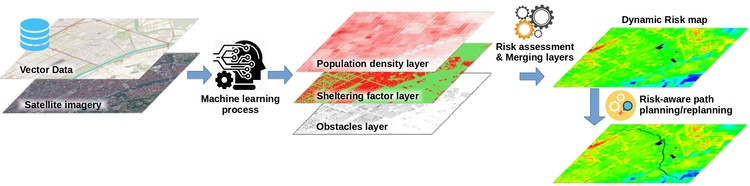 Vector Data
Satellite imagery
Machine learning
process
Population density layer
Sheltering factor layer
Obstacles layer
Risk assessment
& Merging layers
Dynamic Risk map
Risk-aware path
planning/replanning